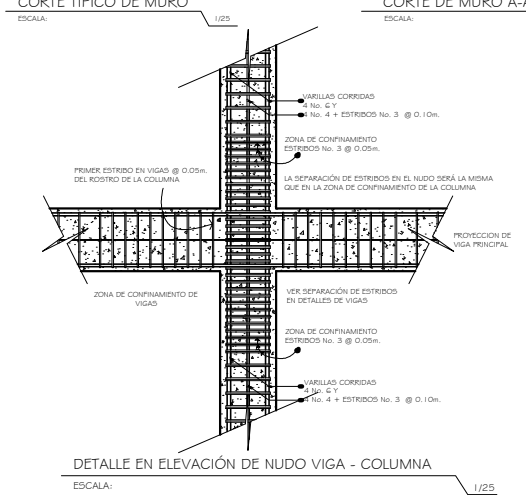 CORTE TIPICO DE MURO
ESCALA: 1/25
CORTE DE MURO A-A
ESCALA:
VARILLAS CORRIDAS
4 No. 6 Y
4 No. 4 + ESTRIBOS No. 3 @ 0.10m.
ZONA DE CONFINAMIENTO
ESTRIBOS No. 3 @ 0.05m.
PRIMER ESTRIBO EN VIGAS @ 0.05m.
DEL ROSTRO DE LA COLUMNA
LA SEPARACIÓN DE ESTRIBOS EN EL NUDO SERÁ LA MISMA
QUE EN LA ZONA DE CONFINAMIENTO DE LA COLUMNA
PROYECCION DE
VIGA PRINCIPAL
ZONA DE CONFINAMIENTO DE
VIGAS
VER SEPARACIÓN DE ESTRIBOS
EN DETALLES DE VIGAS
ZONA DE CONFINAMIENTO
ESTRIBOS No. 3 @ 0.05m.
VARILLAS CORRIDAS
4 No. 6 Y
4 No. 4 + ESTRIBOS No. 3 @ 0.10m.
DETALLE EN ELEVACIÓN DE NUDO VIGA - COLUMNA
ESCALA: 1/25